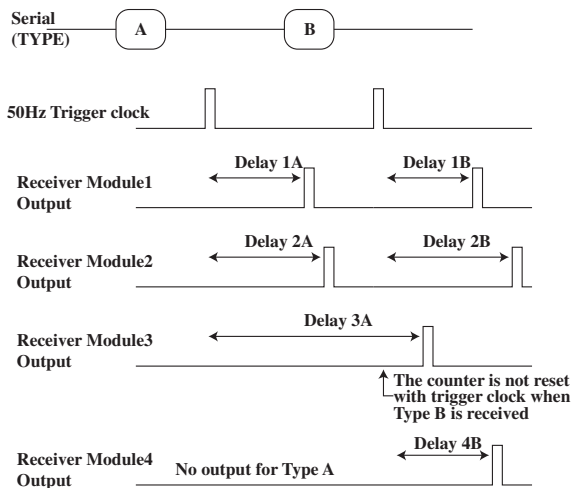 Serial
(TYPE)
A
B
50Hz Trigger clock
Delay 1A
Delay 1B
Receiver Module1
Output
Delay 2A
Delay 2B
Receiver Module2
Output
Delay 3A
Receiver Module3
Output
The counter is not reset
with trigger clock when
Type B is received
Delay 4B
Receiver Module4
Output
No output for Type A